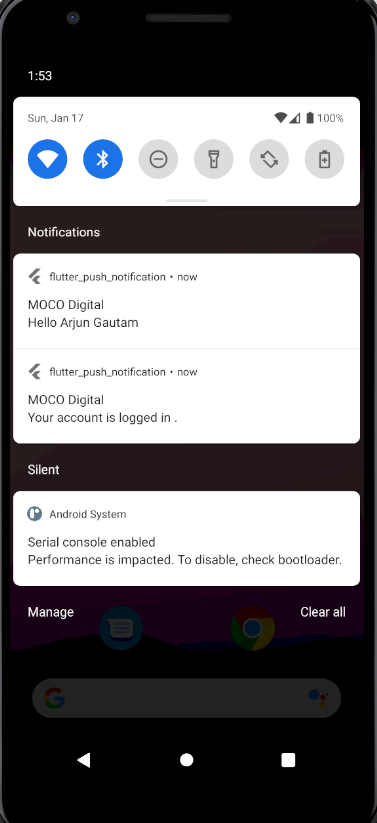 1:53
Sun, Jan 17
100%
Notifications
flutter_push_notification • now
MOCO Digital
Hello Arjun Gautam
flutter_push_notification • now
MOCO Digital
Your account is logged in .
Silent
Android System
Serial console enabled
Performance is impacted. To disable, check bootloader.
Manage
Clear all